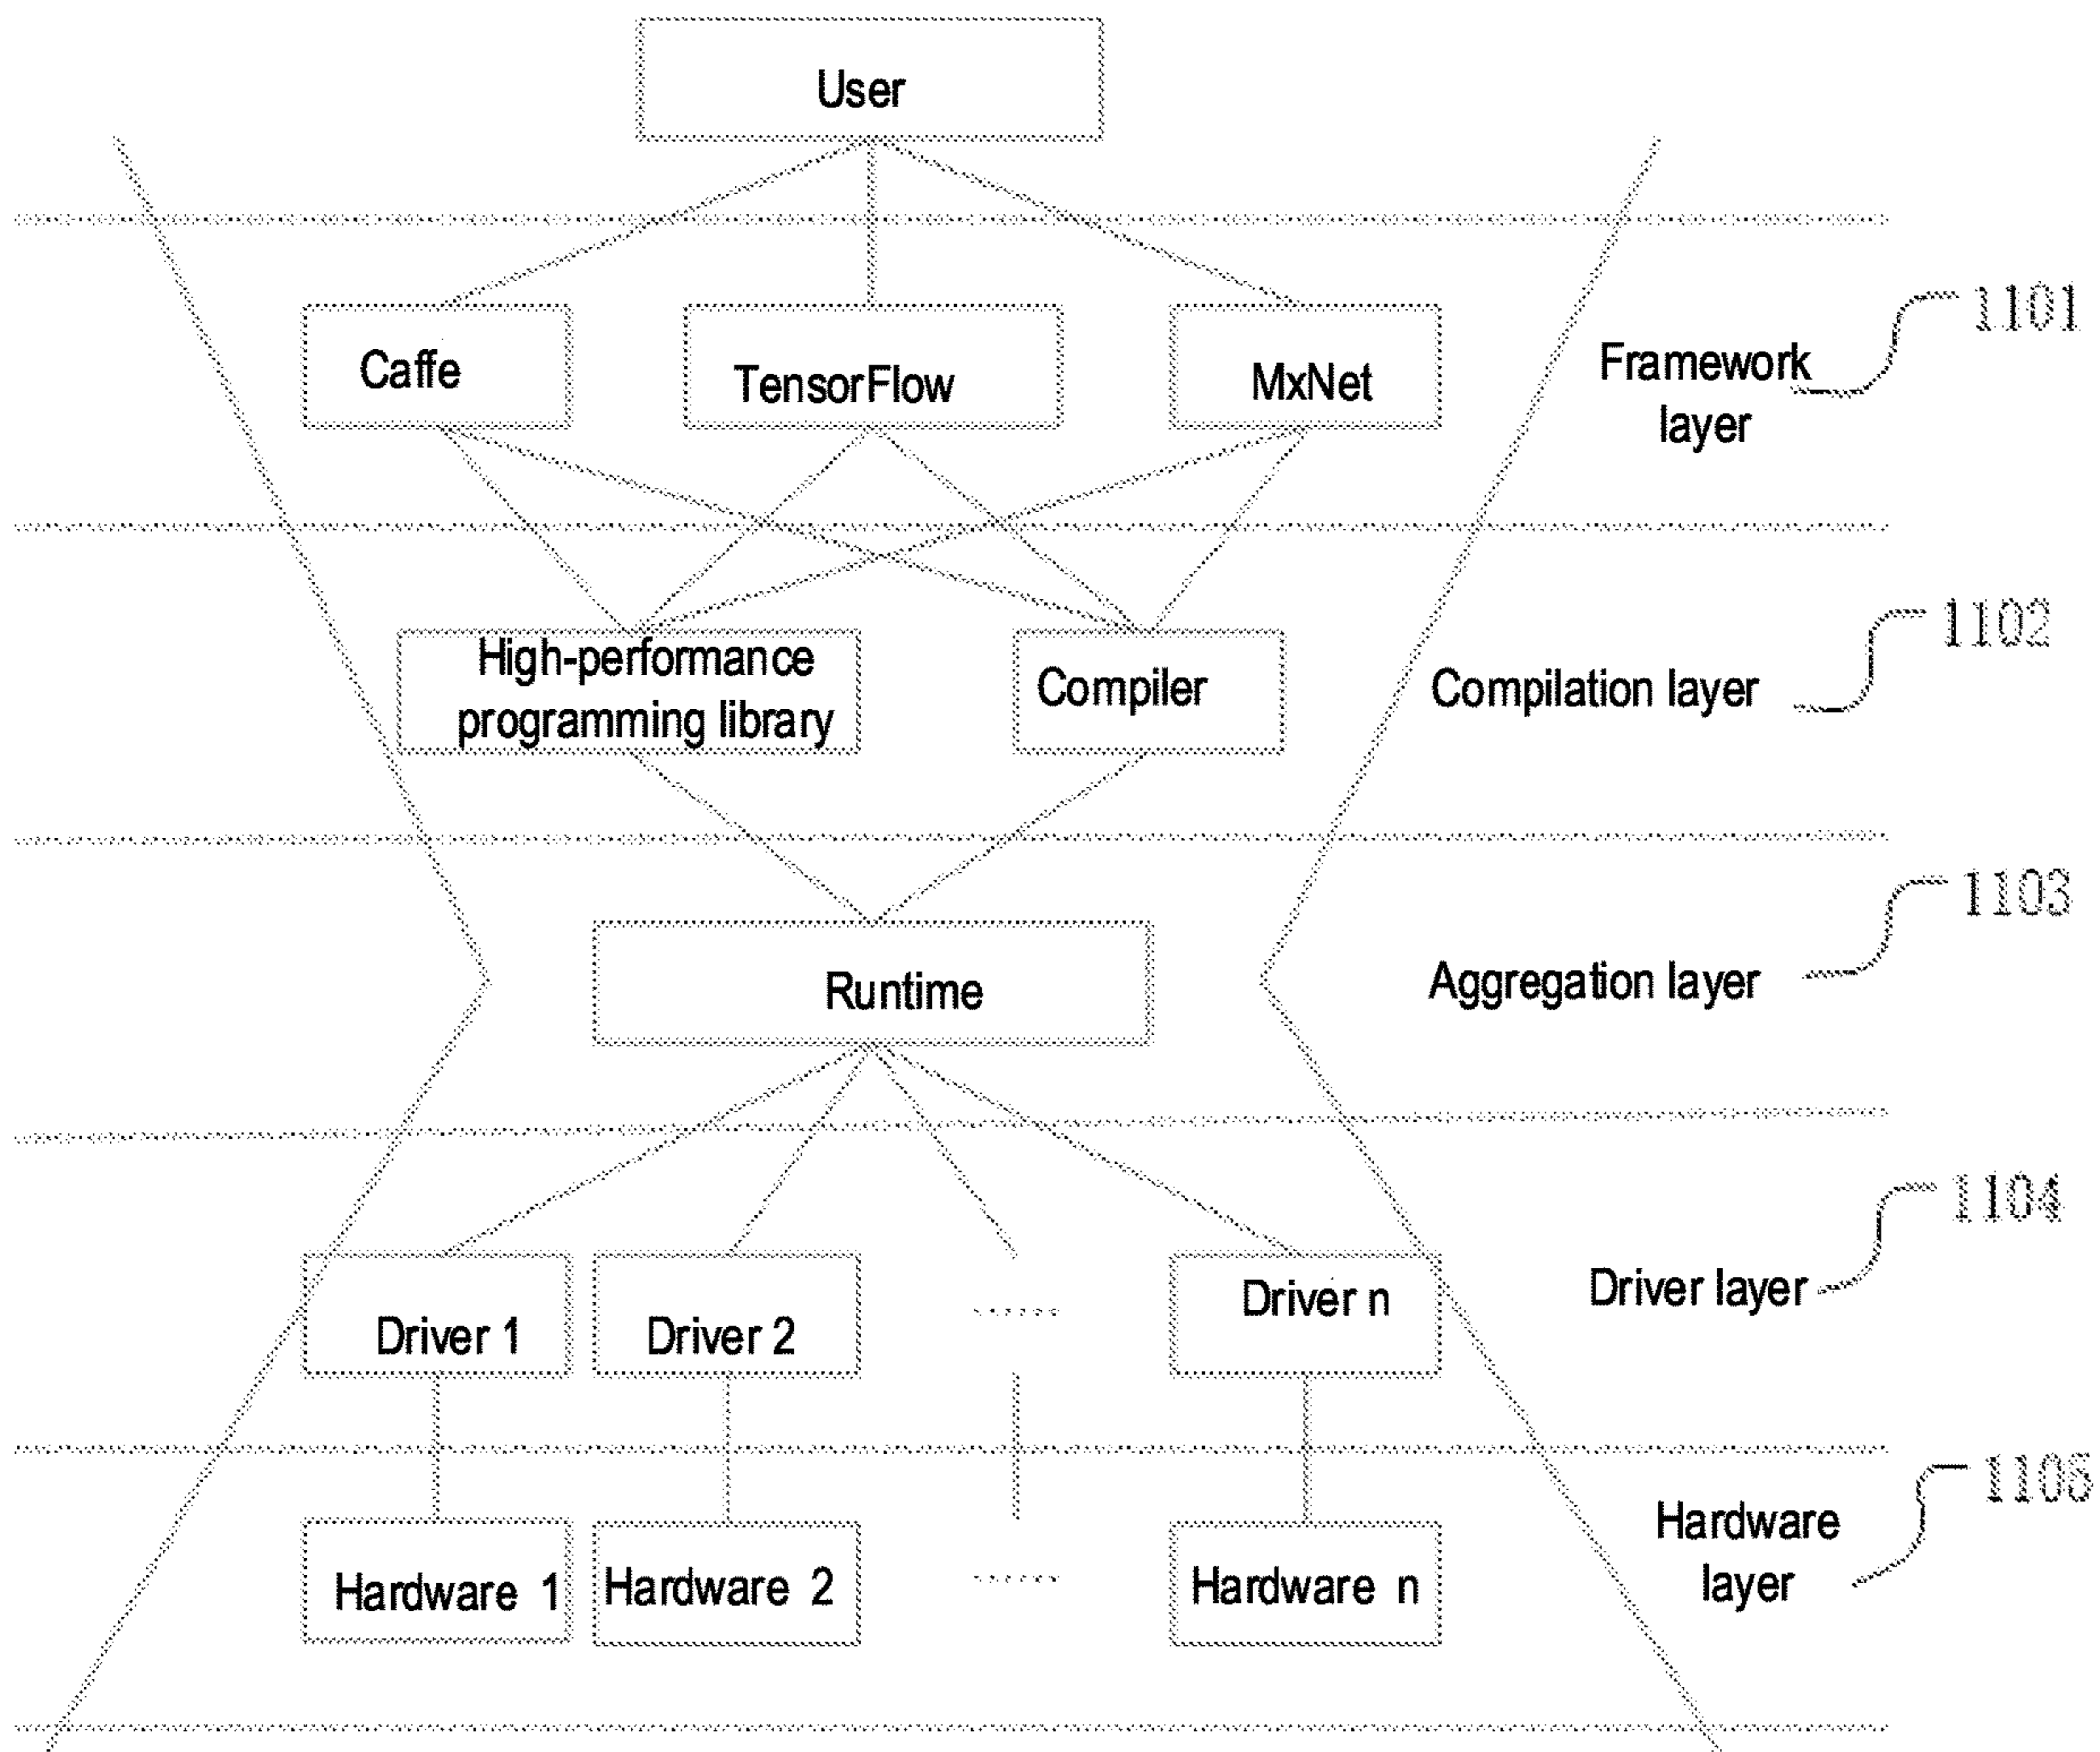 User
1101
Caffe
TensorFlow
MxNet
Framework
layer
1102
High-performance
programming library
Compiler
Compilation layer
1103
Runtime
Aggregation layer
1104
Driver 1
Driver 2
Driver n
Driver layer
Hardware 1
Hardware 2
Hardware n
Hardware
layer